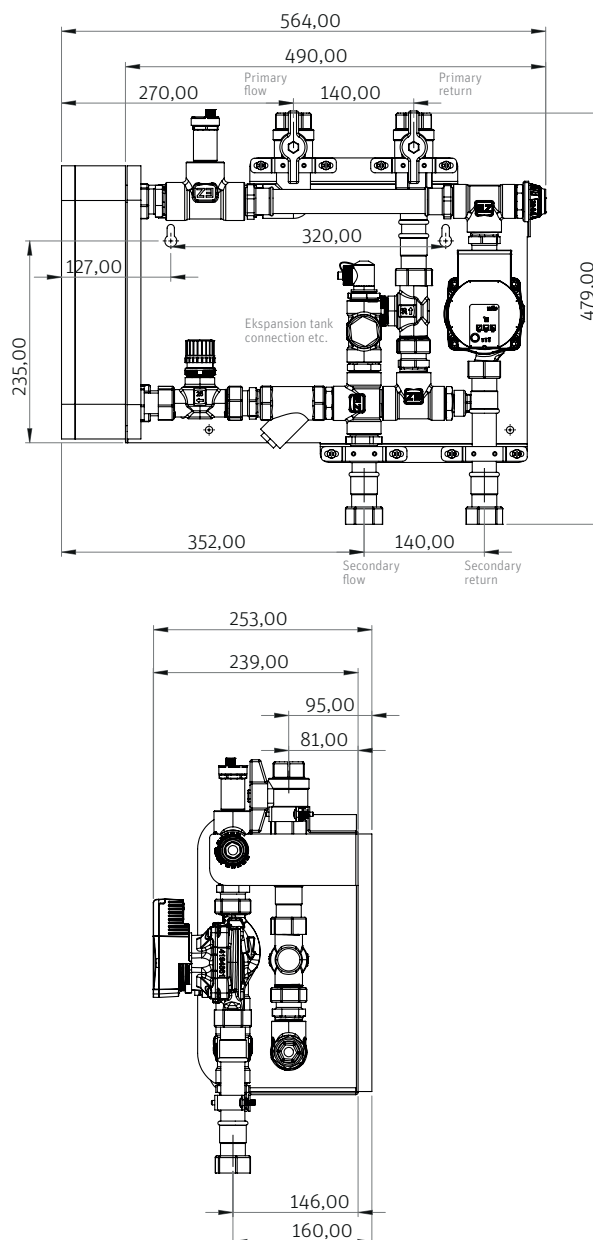 564,00
490,00
Primary
flow
Primary
return
270,00
140,00
320,00
127,00
479,00
235,00
Ekspansion tank
connection etc.
352,00
140,00
Secondary
flow
Secondary
return
253,00
239,00
95,00
81,00
146,00
160,00